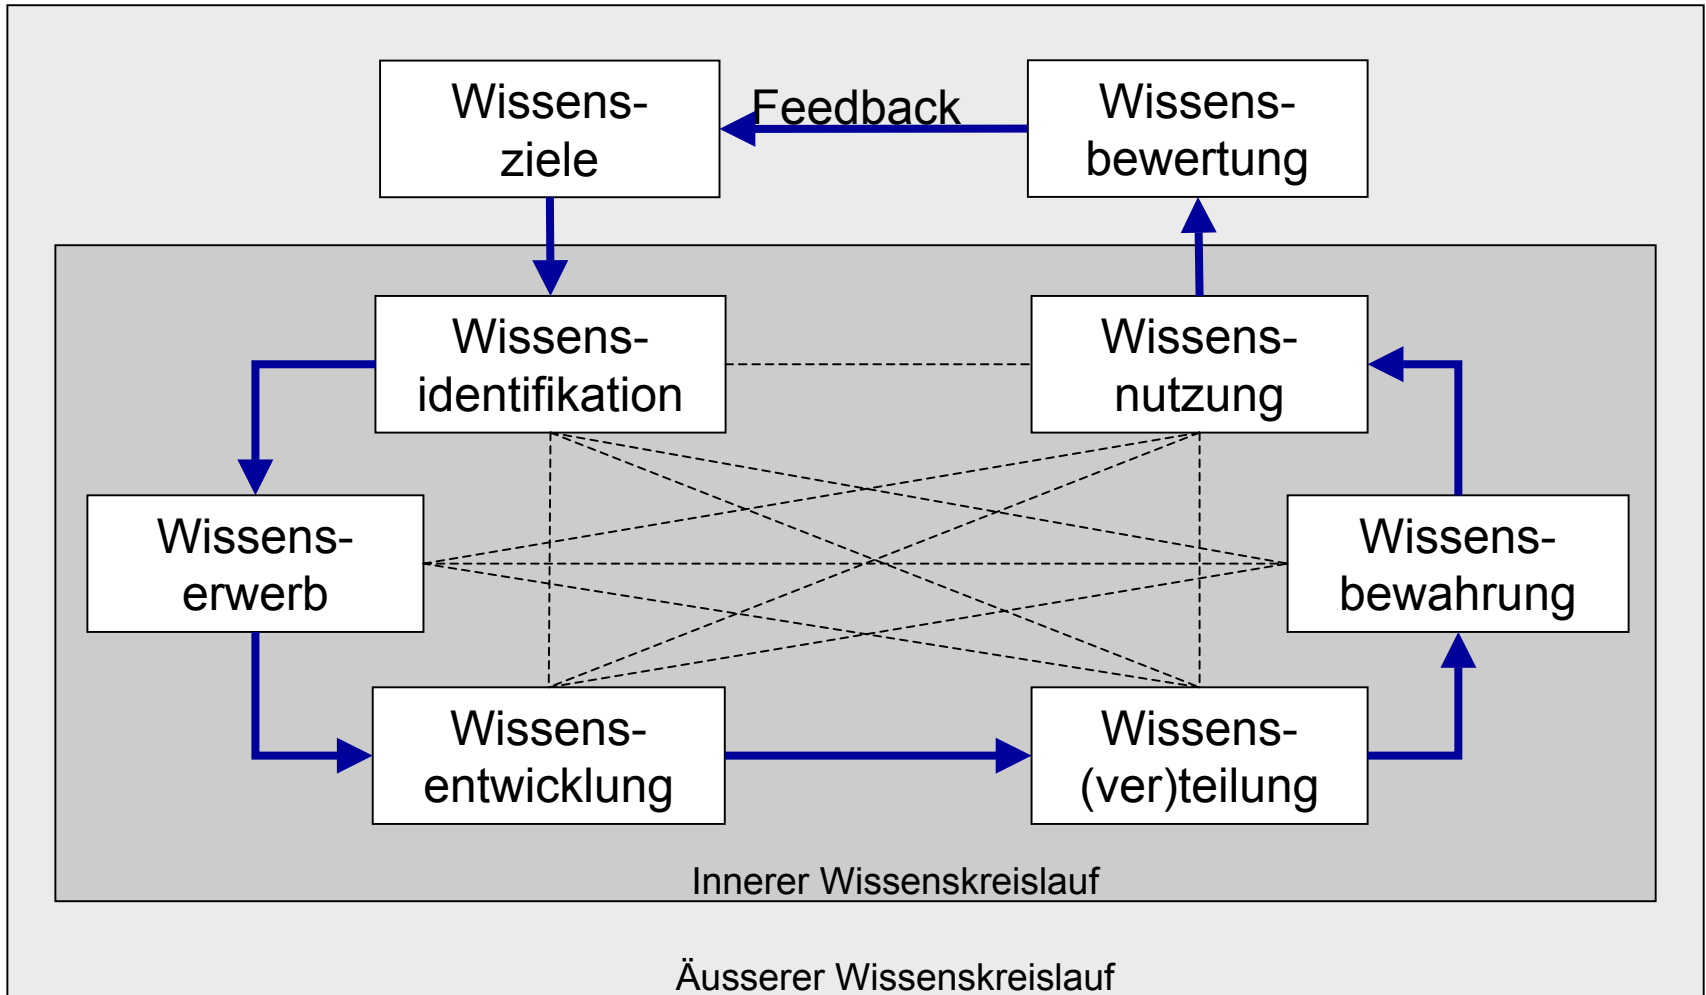 Wissens-
ziele
Feedback
Wissens-
bewertung
Wissens-
identifikation
Wissens-
nutzung
Wissens-
erwerb
Wissens-
bewahrung
Wissens-
entwicklung
Wissens-
(ver)teilung
Innerer Wissenskreislauf
Äusserer Wissenskreislauf